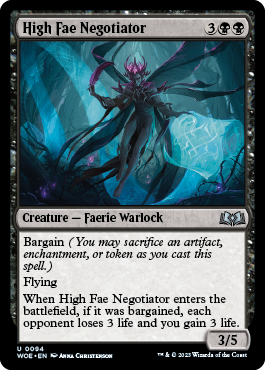 High Fae Negotiator 3
Creature — Faerie Warlock
Bargain (You may sacrifice an artifact,
enchantment, or token as you cast this
spell.)
Flying
When High Fae Negotiator enters the
battlefield, if it was bargained, each
opponent loses 3 life and you gain 3 life.
3/5
U 0094
WOE • EN Anna Christenson
™ & © 2023 Wizards of the Coast